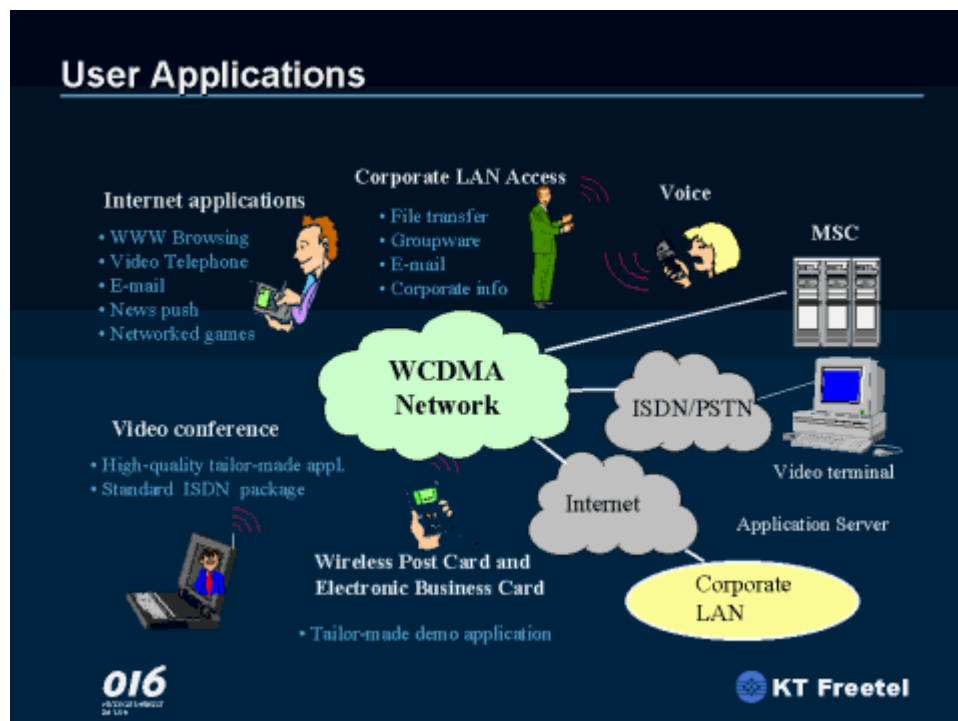 User Applications
Corporate LAN Access
• File transfer
• Groupware
• E-mail
• Corporate info
Voice
MSC
Internet applications
• WWW Browsing
• Video Telephone
• E-mail
• News push
• Networked games
WCDMA
Network
ISDN/PSTN
Video terminal
Video conference
• High-quality tailor-made appl.
• Standard ISDN package
Internet
Application Server
Wireless Post Card and
Electronic Business Card
• Tailor-made demo application
Corporate
LAN
016
KT Freetel